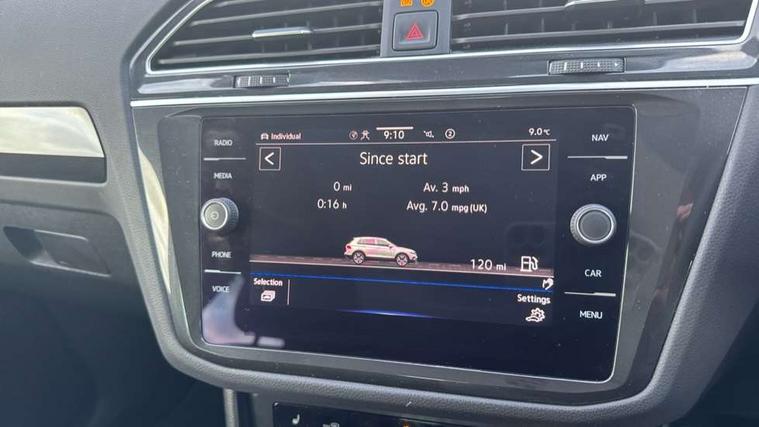 RADIO
MEDIA
PHONE
VOICE
Individual
9:10
2
9.0 °C
Since start
0 mi
Av. 3 mph
0:16 h
Avg. 7.0 mpg (UK)
120 mi
Selection
Settings
NAV
APP
CAR
MENU